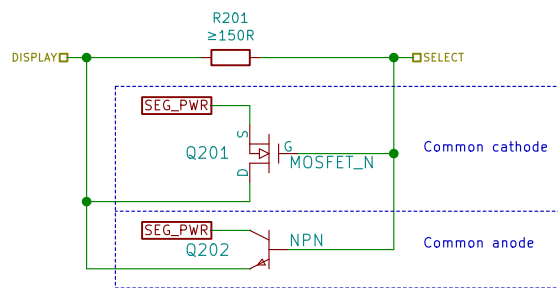 R201
≥150R
DISPLAY
SELECT
SEG_PWR
S
Q201
G
MOSFET_N
D
Common cathode
SEG_PWR
Q202
NPN
Common anode